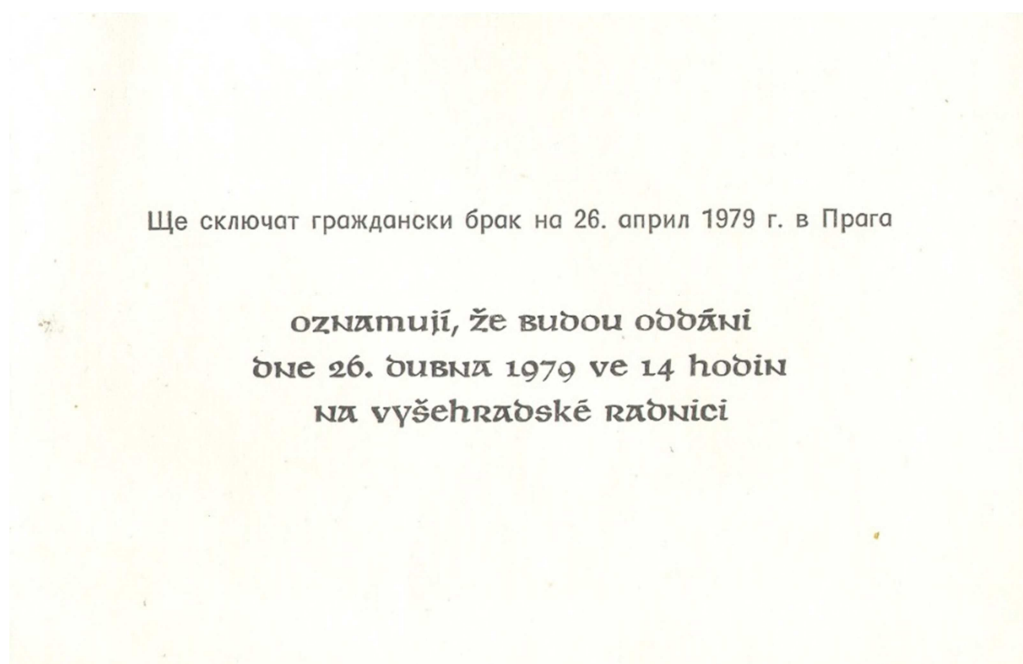 Ще сключат граждански брак на 26. април 1979 г. в Прага
oznamují, že budou oddáni
dne 26. dubna 1979 ve 14 hodin
na vyšehradské radnici